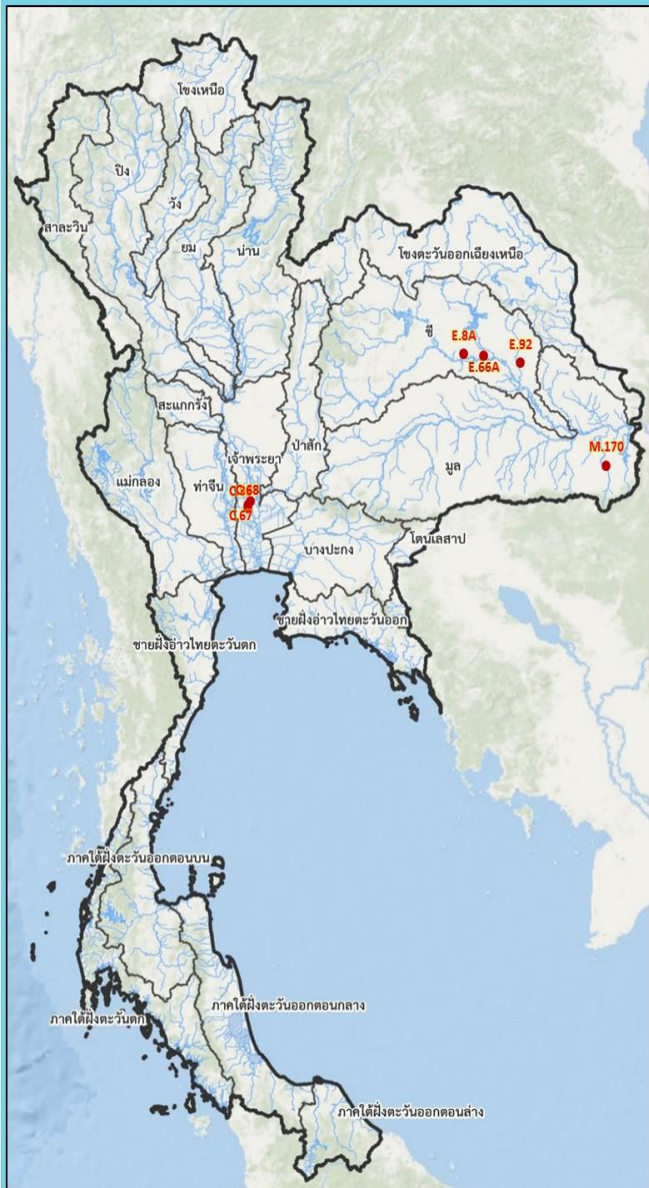 โขงเหนือ
ปิง
วัง
สาละวิน
ยม
น่าน
โขงตะวันออกเฉียงเหนือ
ชี
E.8A
E.92
E.66A
สะแกกรัง
ป่าสัก
เจ้าพระยา
มูล
M.170
แม่กลอง
ท่าจีน
C.67
บางปะกง
โตนเลสาป
ชายฝั่งอ่าวไทยตะวันออก
ชายฝั่งอ่าวไทยตะวันตก
ภาคใต้ฝั่งตะวันออกตอนบน
ภาคใต้ฝั่งตะวันออกตอนกลาง
ภาคใต้ฝั่งตะวันตก
ภาคใต้ฝั่งตะวันออกตอนล่าง